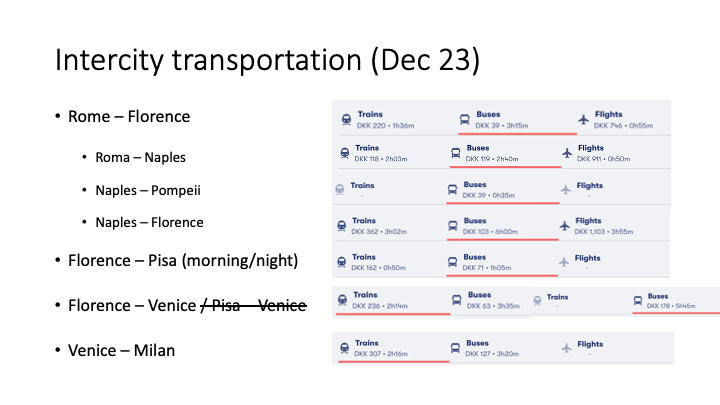 Intercity transportation (Dec 23)
• Rome – Florence
Trains Buses Flights
DKK 220 • 1h36m DKK 39 • 3h15m DKK 746 • 0h55m
• Roma – Naples
Trains Buses Flights
DKK 118 • 2h03m DKK 119 • 2h40m DKK 911 • 0h50m
• Naples – Pompeii
Trains Buses Flights
- DKK 39 • 0h35m -
• Naples – Florence
Trains Buses Flights
DKK 362 • 3h02m DKK 103 • 6h00m DKK 1,103 • 3h55m
• Florence – Pisa (morning/night)
Trains Buses Flights
DKK 162 • 0h50m DKK 71 • 1h05m -
• Florence – Venice / Pisa – Venice
Trains Buses Trains Buses
DKK 236 • 2h14m DKK 63 • 3h35m - DKK 178 • 5h45m
• Venice – Milan
Trains Buses Flights
DKK 307 • 2h16m DKK 127 • 3h20m -